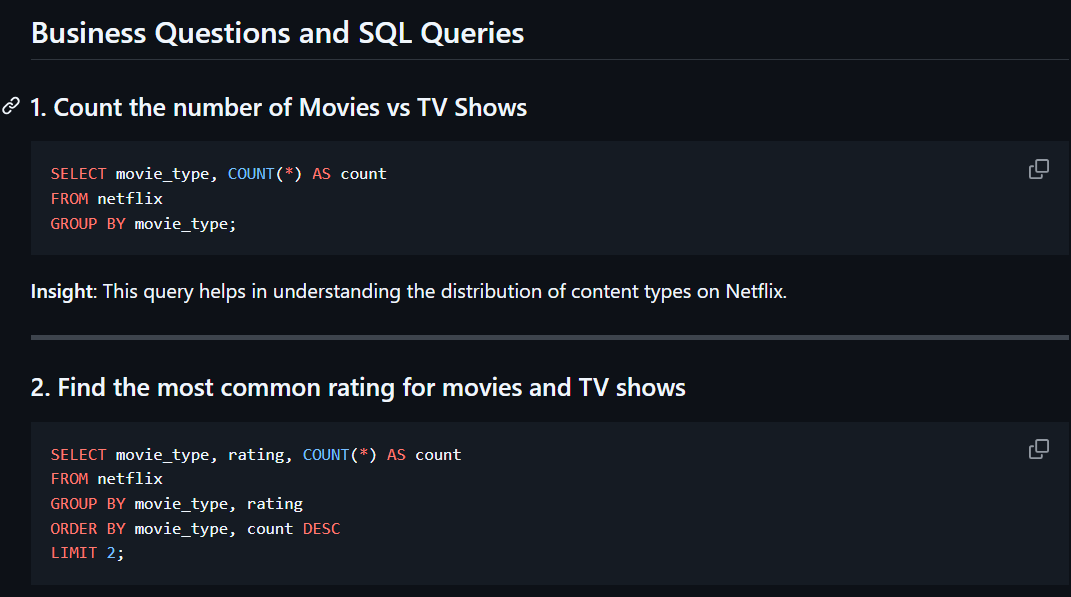 Business Questions and SQL Queries
1. Count the number of Movies vs TV Shows
SELECT movie_type, COUNT(*) AS count
FROM netflix
GROUP BY movie_type;
Insight: This query helps in understanding the distribution of content types on Netflix.
2. Find the most common rating for movies and TV shows
SELECT movie_type, rating, COUNT(*) AS count
FROM netflix
GROUP BY movie_type, rating
ORDER BY movie_type, count DESC
LIMIT 2;